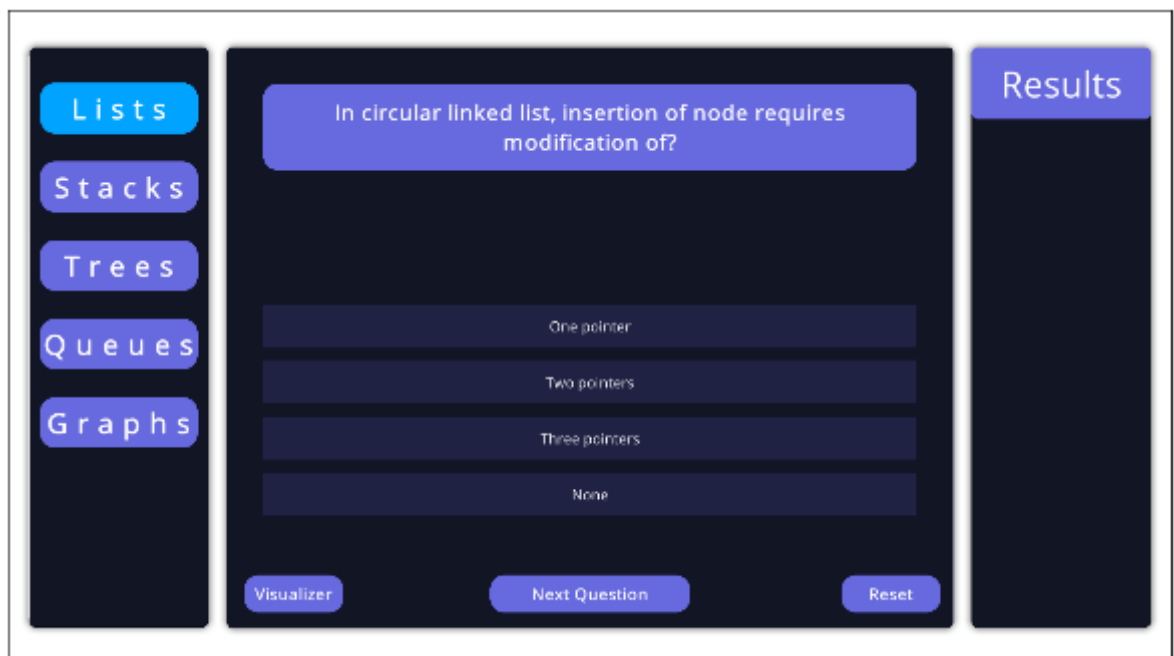 Lists
Stacks
Trees
Queues
Graphs
In circular linked list, insertion of node requires
modification of?
One pointer
Two pointers
Three pointers
None
Visualizer
Next Question
Reset
Results